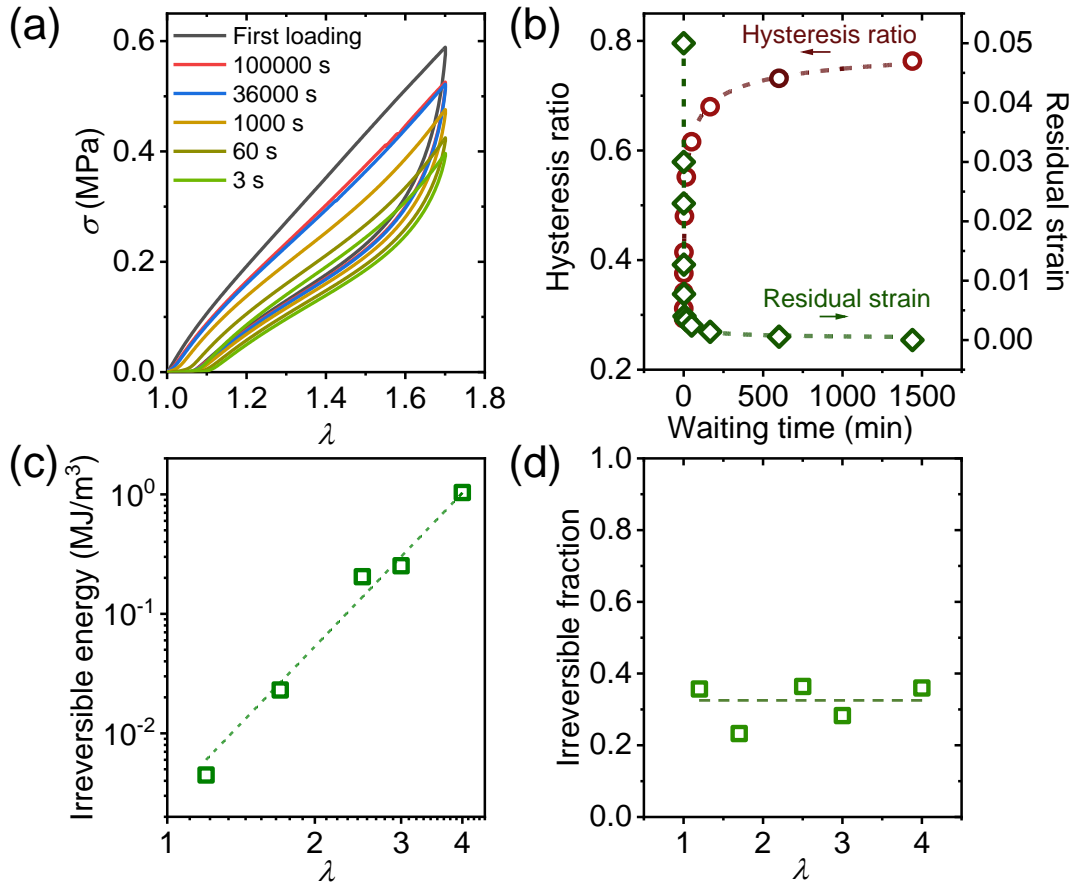 (a)
First loading
100000 s
36000 s
1000 s
60 s
3 s
0.6
0.4
0.2
0.0
σ (MPa)
1.0 1.2 1.4 1.6 1.8
λ
(b)
Hysteresis ratio
Residual strain
0.8
0.6
0.4
0.2
Hysteresis ratio
0.05
0.04
0.03
0.02
0.01
0.00
Residual strain
0 500 1000 1500
Waiting time (min)
(c)
10⁰
10⁻¹
10⁻²
Irreversible energy (MJ/m³)
1 2 3 4
λ
(d)
1.0
0.8
0.6
0.4
0.2
0.0
Irreversible fraction
1 2 3 4
λ